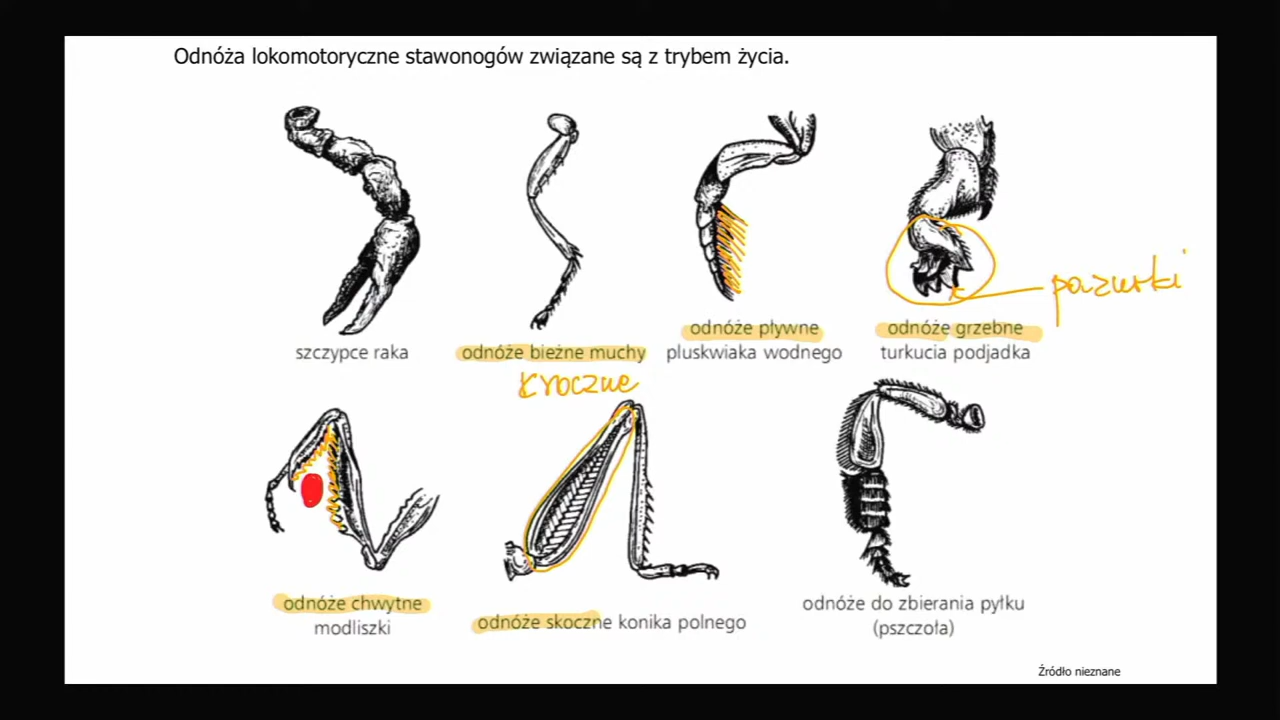 Odnóża lokomotoryczne stawonogów związane są z trybem życia.
szczypce raka
odnóże bieżne muchy
kroczne
odnóże pływne
pluskwiaka wodnego
odnóże grzebne
turkucia podjadka
pazurki
odnóże chwytne
modliszki
odnóże skoczne konika polnego
odnóże do zbierania pyłku
(pszczoła)
Źródło nieznane